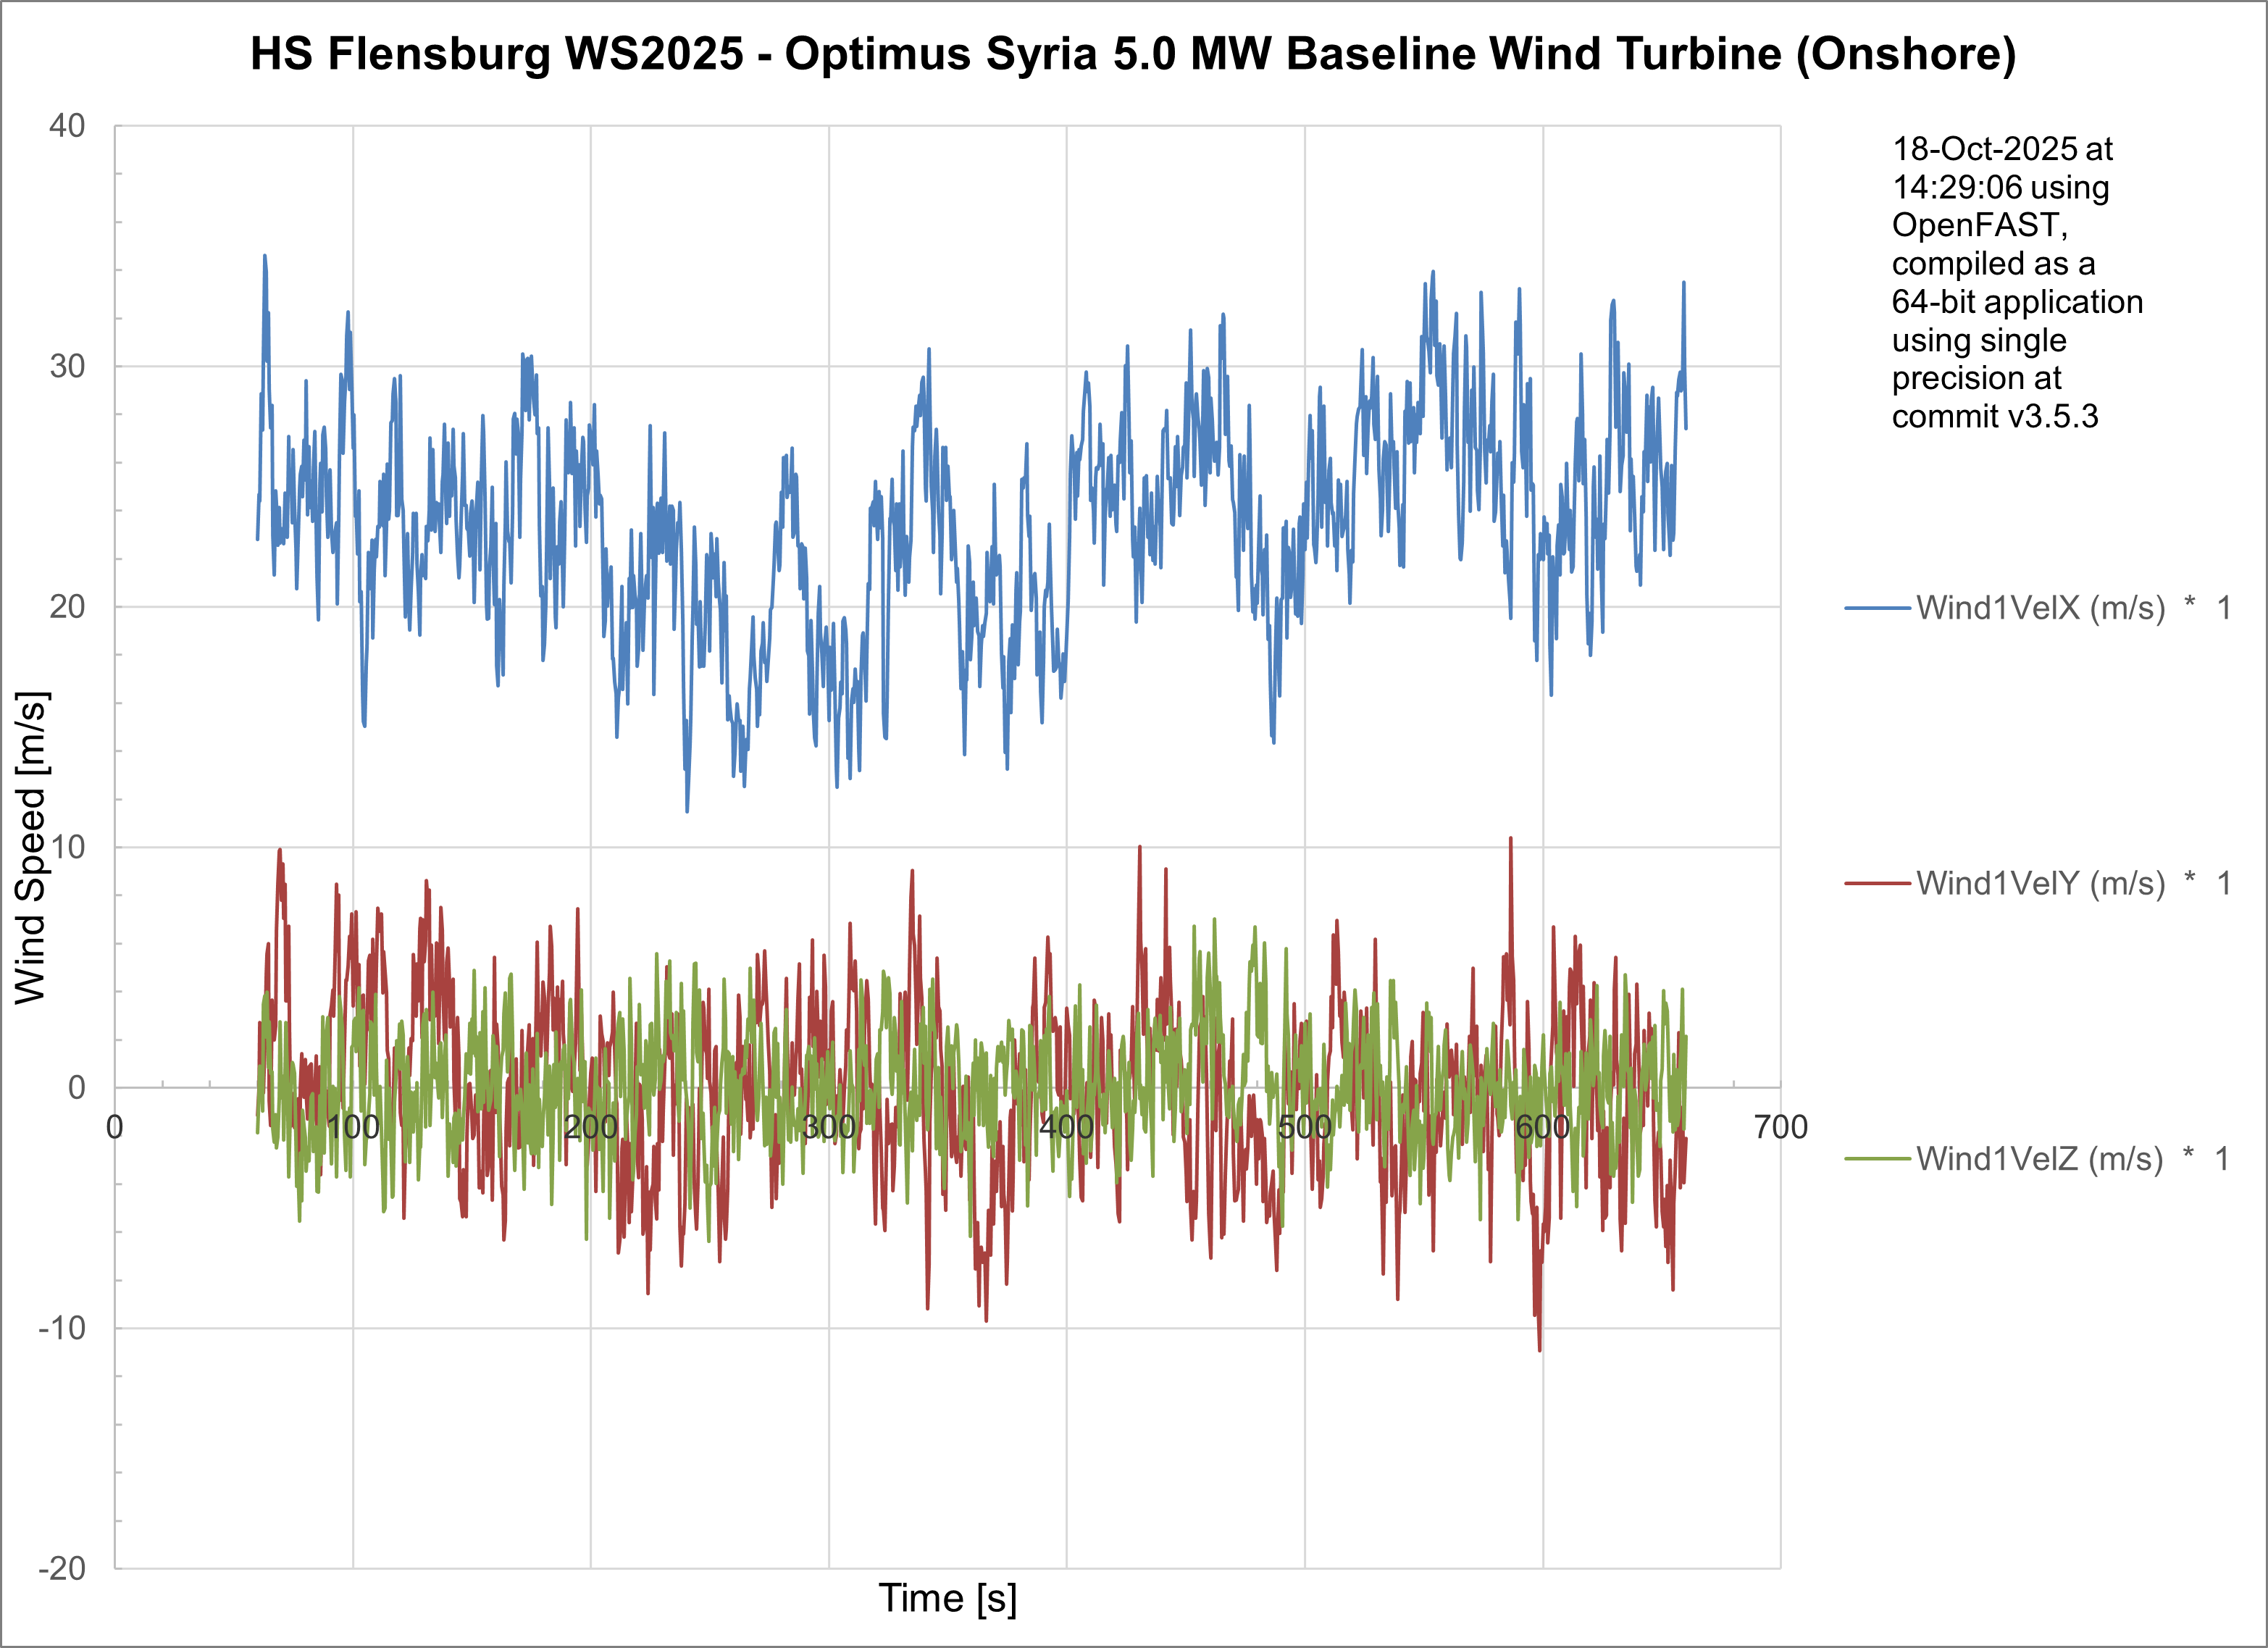 HS Flensburg WS2025 - Optimus Syria 5.0 MW Baseline Wind Turbine (Onshore)
18-Oct-2025 at
14:29:06 using
OpenFAST,
compiled as a
64-bit application
using single
precision at
commit v3.5.3
40
30
20
10
0
-10
-20
Wind Speed [m/s]
0 100 200 300 400 500 600 700
Time [s]
Wind1VelX (m/s) * 1
Wind1VelY (m/s) * 1
Wind1VelZ (m/s) * 1